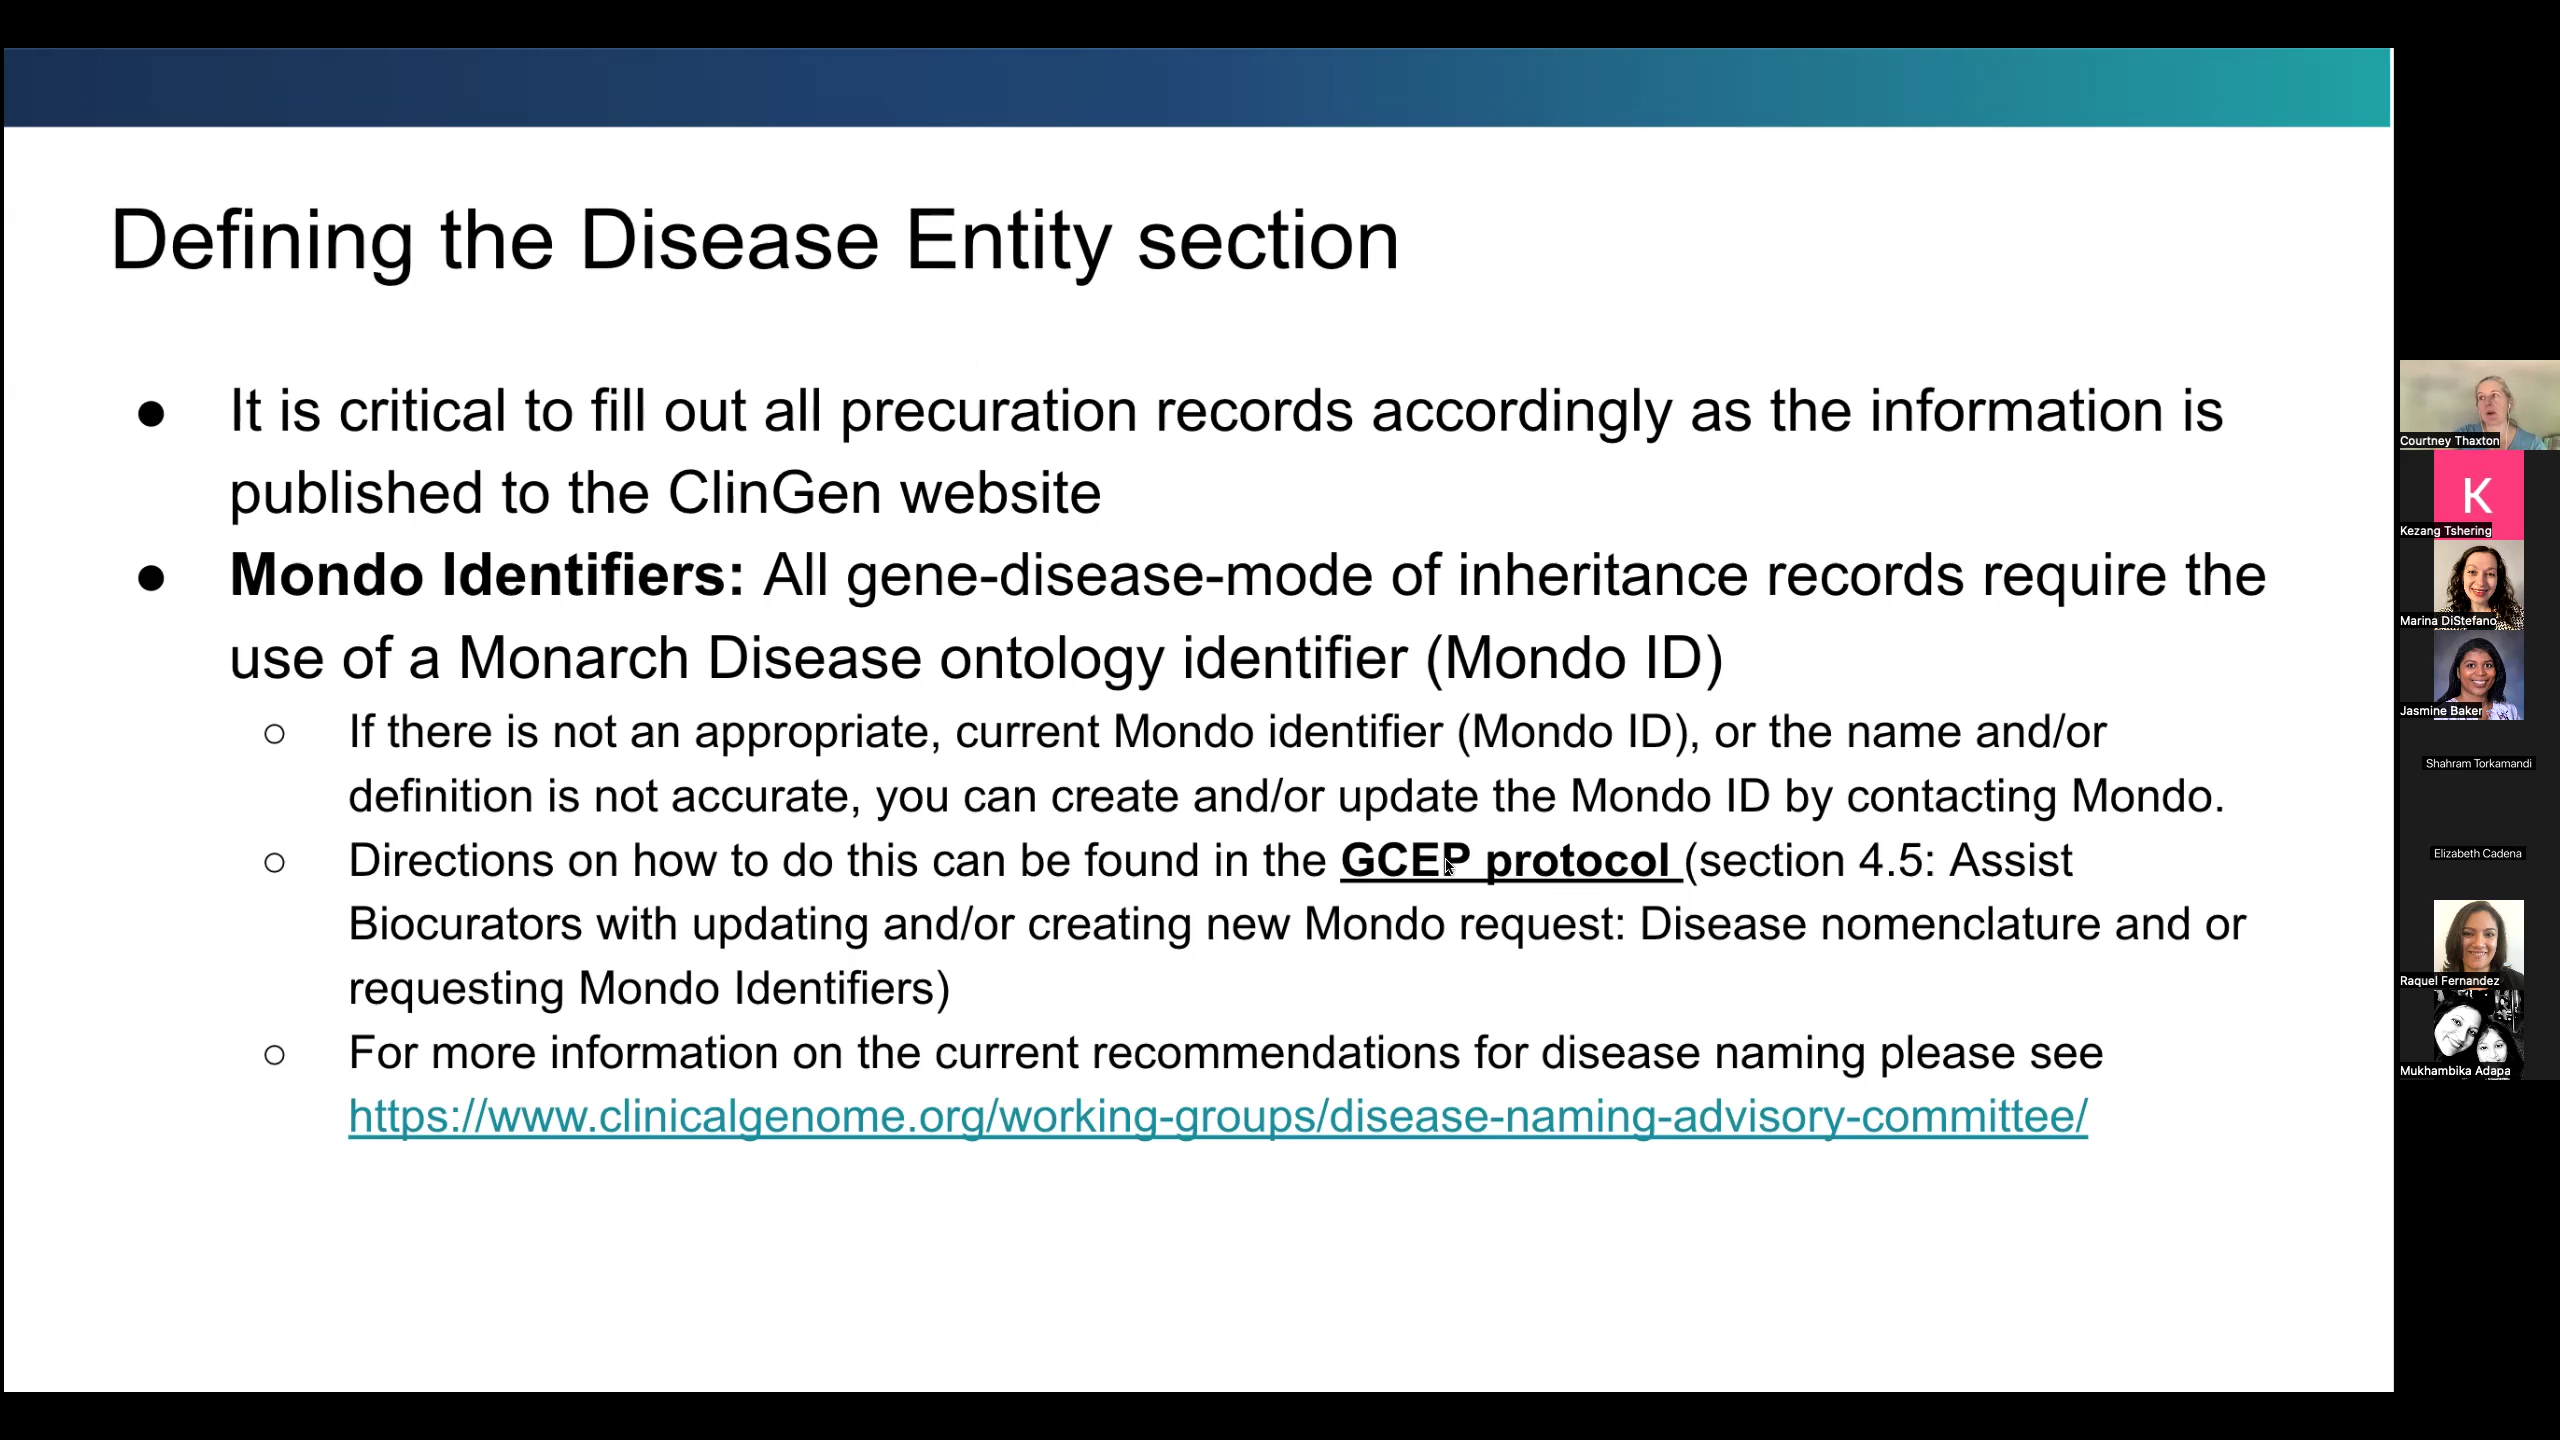 Defining the Disease Entity section
● It is critical to fill out all precuration records accordingly as the information is
published to the ClinGen website
● Mondo Identifiers: All gene-disease-mode of inheritance records require the
use of a Monarch Disease ontology identifier (Mondo ID)
○ If there is not an appropriate, current Mondo identifier (Mondo ID), or the name and/or
definition is not accurate, you can create and/or update the Mondo ID by contacting Mondo.
○ Directions on how to do this can be found in the GCEP protocol (section 4.5: Assist
Biocurators with updating and/or creating new Mondo request: Disease nomenclature and or
requesting Mondo Identifiers)
○ For more information on the current recommendations for disease naming please see
https://www.clinicalgenome.org/working-groups/disease-naming-advisory-committee/
Courtney Thaxton
K
Kezang Tshering
Marina DiStefano
Jasmine Baker
Shahram Torkamandi
Elizabeth Cadena
Raquel Fernandez
Mukhambika Adapa